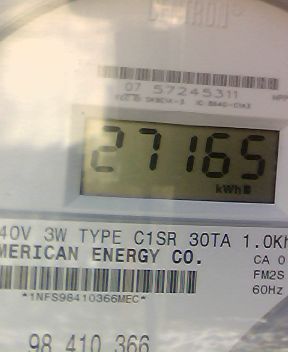 CENTRON®
07 57245311
27165
kWh
40V 3W TYPE C1SR 30TA 1.0Kh
MERICAN ENERGY CO.
CA 0
FM2S
60Hz
*1NFS98410366MEC*
98 410 366